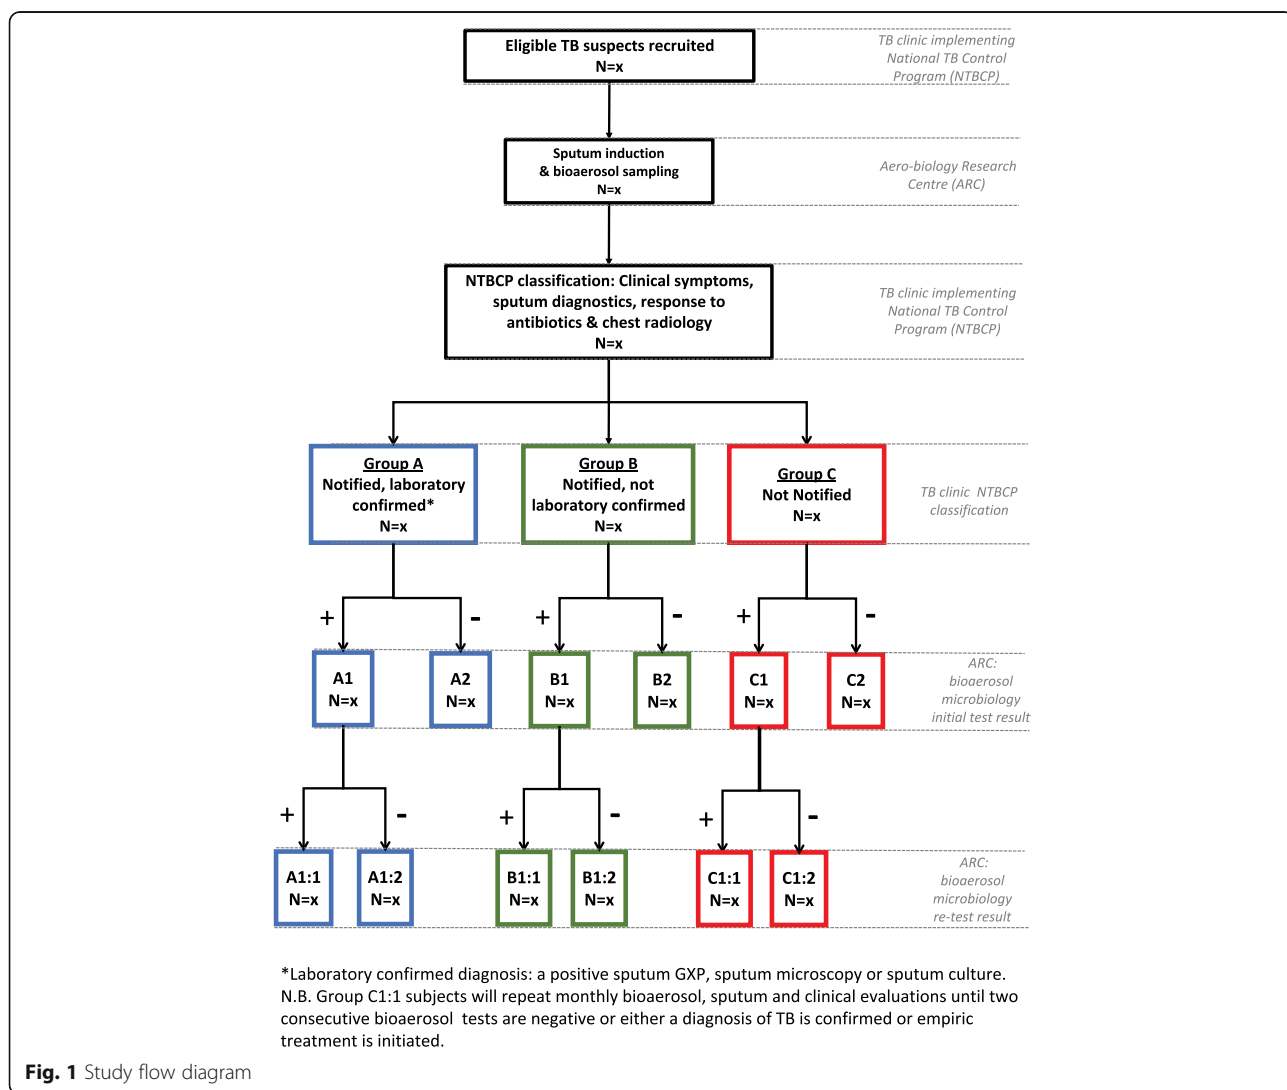 Eligible TB suspects recruited
N=x
TB clinic implementing
National TB Control
Program (NTBCP)
Sputum induction
& bioaerosol sampling
N=x
Aero-biology Research
Centre (ARC)
NTBCP classification: Clinical symptoms,
sputum diagnostics, response to
antibiotics & chest radiology
N=x
TB clinic implementing
National TB Control
Program (NTBCP)
Group A
Notified, laboratory
confirmed*
N=x
Group B
Notified, not
laboratory confirmed
N=x
Group C
Not Notified
N=x
TB clinic NTBCP
classification
+
-
+
-
+
-
A1
N=x
A2
N=x
B1
N=x
B2
N=x
C1
N=x
C2
N=x
ARC:
bioaerosol
microbiology
initial test result
+
-
+
-
+
-
A1:1
N=x
A1:2
N=x
B1:1
N=x
B1:2
N=x
C1:1
N=x
C1:2
N=x
ARC:
bioaerosol
microbiology
re-test result
*Laboratory confirmed diagnosis: a positive sputum GXP, sputum microscopy or sputum culture.
N.B. Group C1:1 subjects will repeat monthly bioaerosol, sputum and clinical evaluations until two
consecutive bioaerosol tests are negative or either a diagnosis of TB is confirmed or empiric
treatment is initiated.
Fig. 1 Study flow diagram